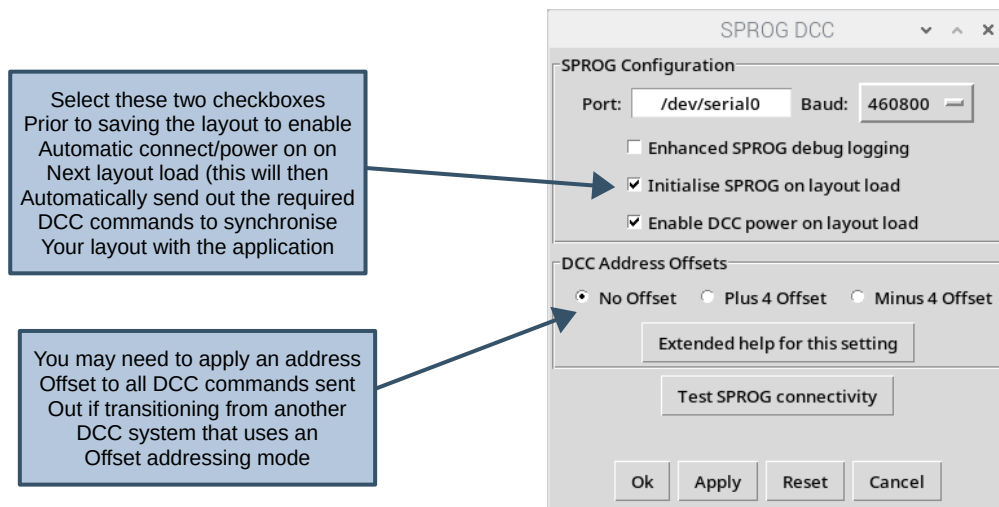 Select these two checkboxes
Prior to saving the layout to enable
Automatic connect/power on on
Next layout load (this will then
Automatically send out the required
DCC commands to synchronise
Your layout with the application
You may need to apply an address
Offset to all DCC commands sent
Out if transitioning from another
DCC system that uses an
Offset addressing mode
SPROG DCC
SPROG Configuration
Port: /dev/serial0 Baud: 460800
Enhanced SPROG debug logging
Initialise SPROG on layout load
Enable DCC power on layout load
DCC Address Offsets
No Offset Plus 4 Offset Minus 4 Offset
Extended help for this setting
Test SPROG connectivity
Ok Apply Reset Cancel